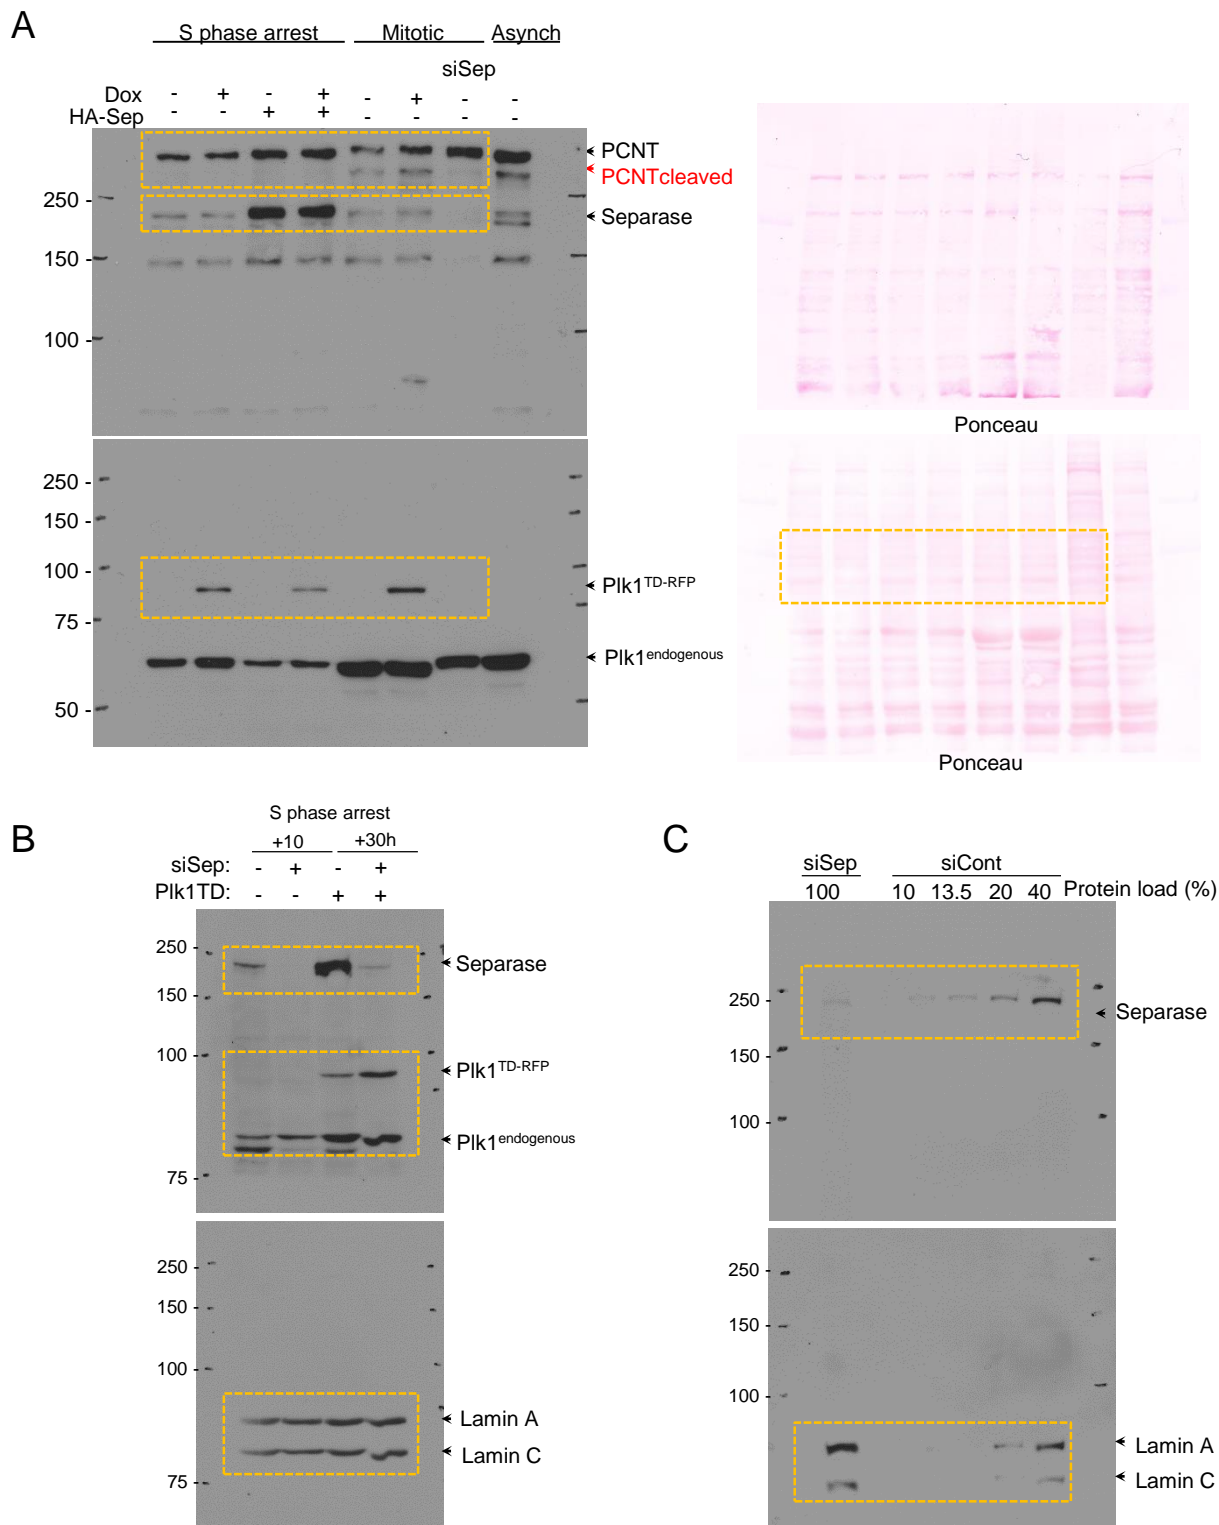 A
S phase arrest Mitotic Asynch
siSep
Dox - + - + - + - -
HA-Sep - - + + - - - -
PCNT
PCNTcleaved
250 -
Separase
150 -
100 -
Ponceau
250 -
150 -
100 -
Plk1TD-RFP
75 -
Plk1endogenous
50 -
Ponceau
B
S phase arrest
+10 +30h
siSep: - + - +
Plk1TD: - - + +
250 -
Separase
150 -
100 -
Plk1TD-RFP
Plk1endogenous
75 -
250 -
150 -
100 -
Lamin A
Lamin C
75 -
C
siSep siCont
100 10 13.5 20 40 Protein load (%)
250 -
Separase
150 -
100 -
250 -
150 -
100 -
Lamin A
Lamin C